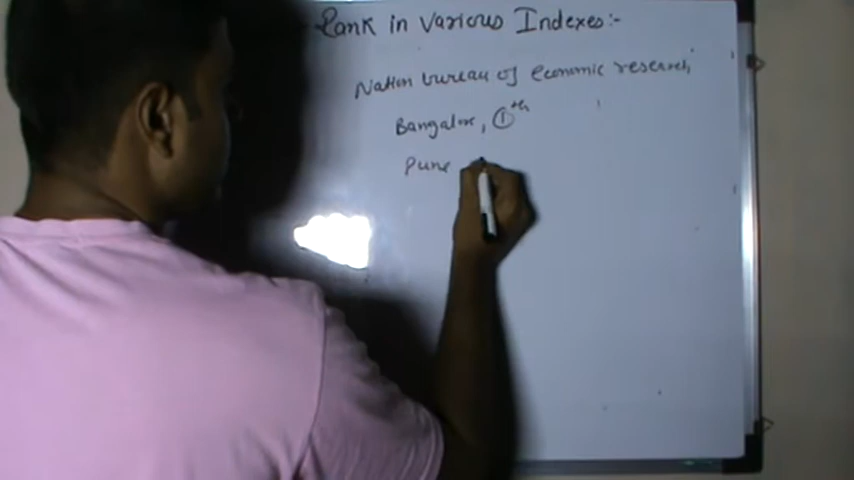 Rank in Various Indexes:-
Nation bureau of economic research
Bangalore, 1th
Pune